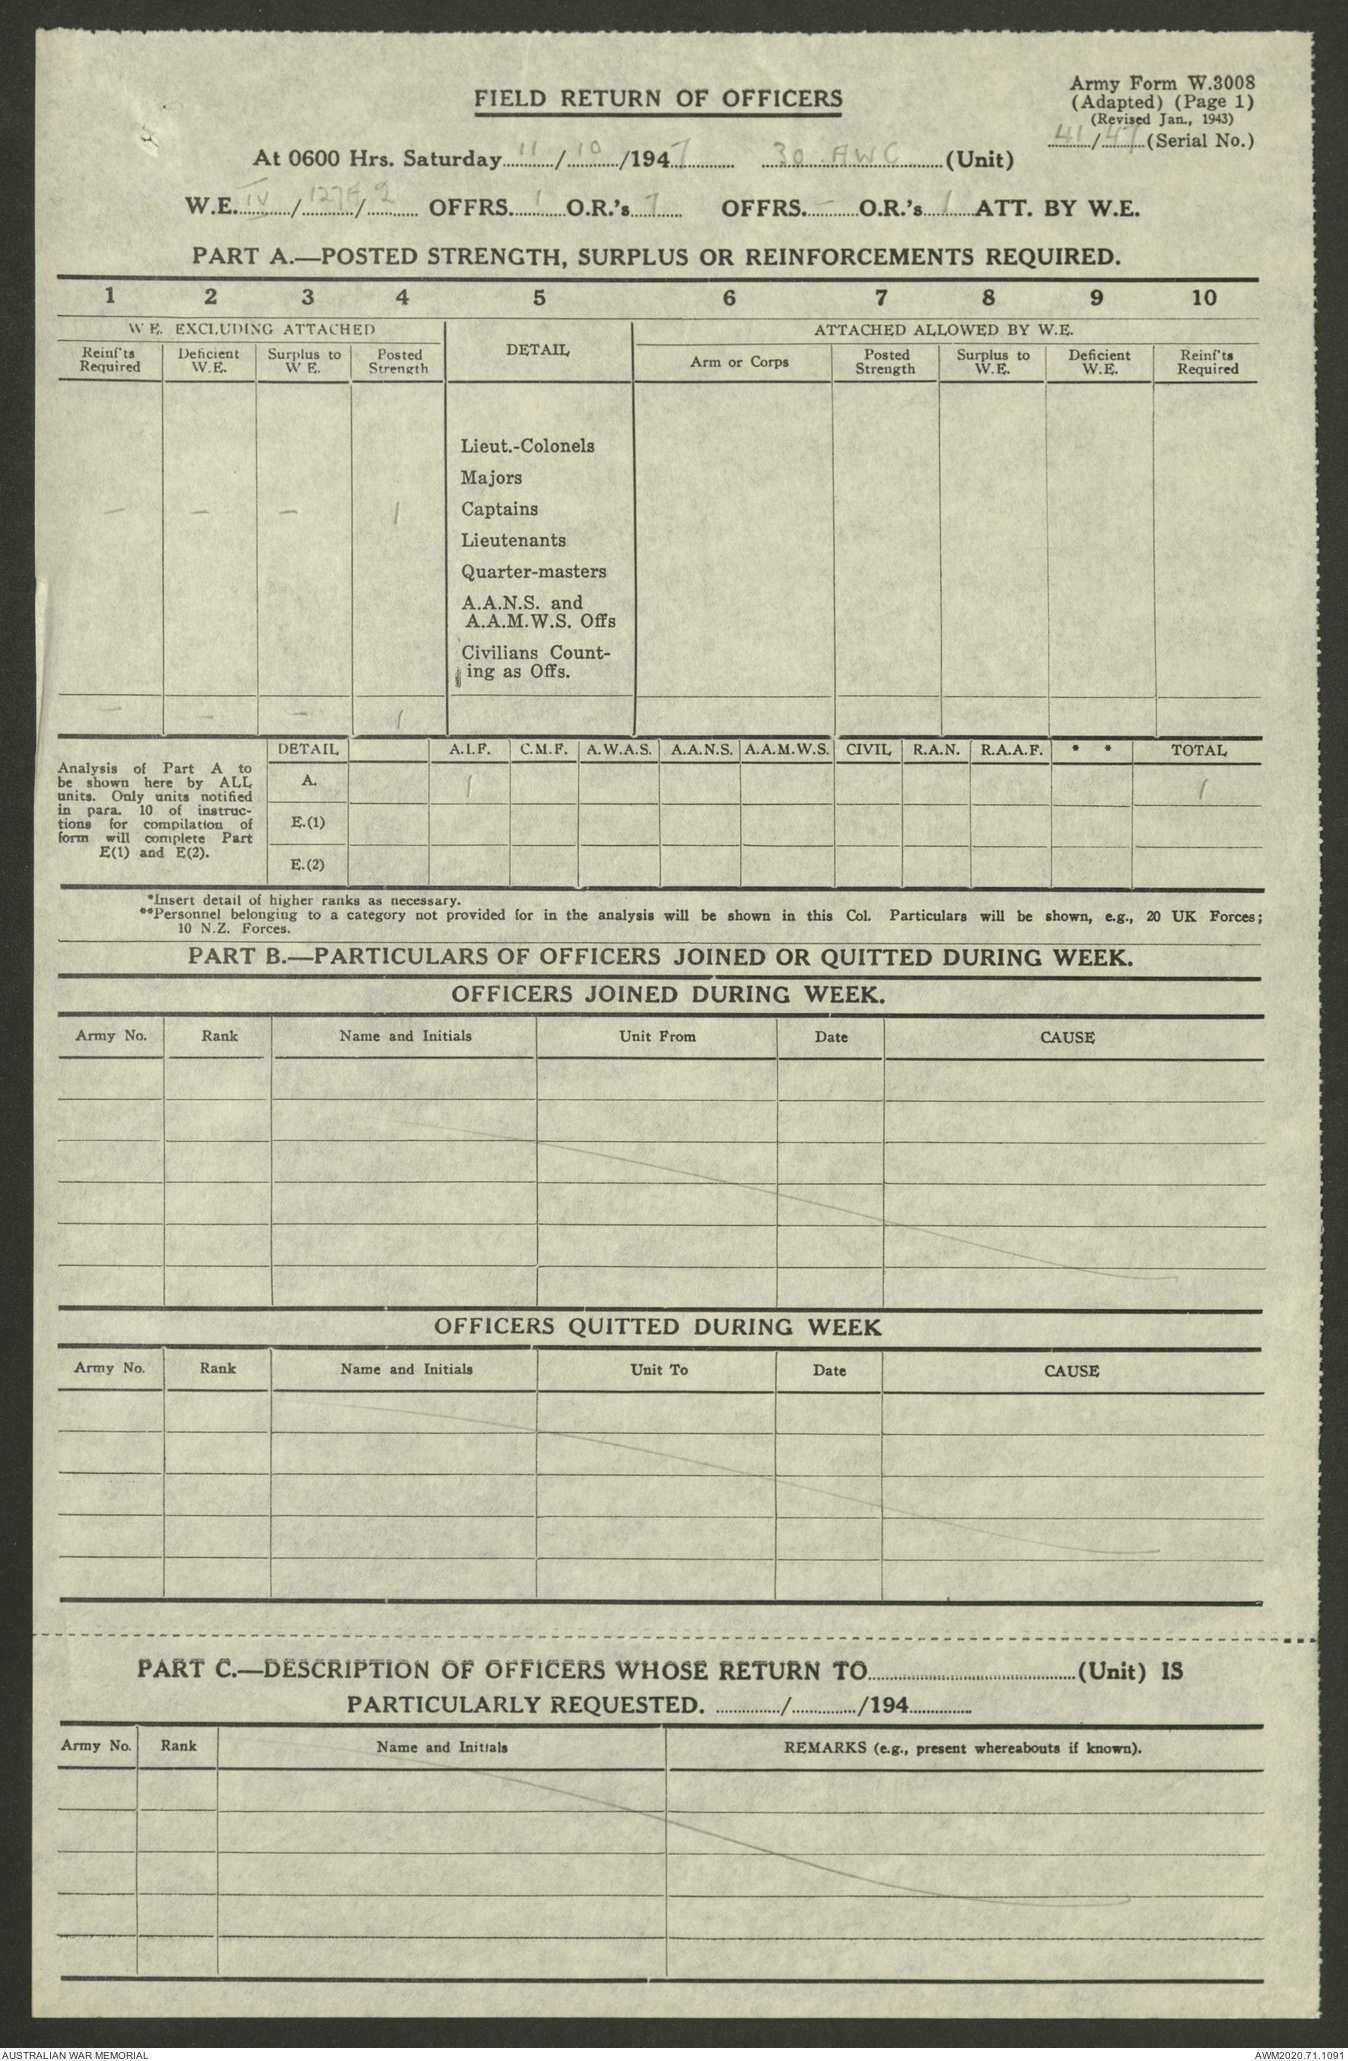 FIELD RETURN OF OFFICERS
Army Form W.3008
(Adapted) (Page 1)
(Revised Jan., 1943)
41/47 (Serial No.)
At 0600 Hrs. Saturday 11/10/1947 30 AWC (Unit)
W.E. IV/127F/2 OFFRS. 1 O.R.'s 7 OFFRS. - O.R.'s 1 ATT. BY W.E.
PART A.—POSTED STRENGTH, SURPLUS OR REINFORCEMENTS REQUIRED.
1 2 3 4 5 6 7 8 9 10
W.E. EXCLUDING ATTACHED DETAIL ATTACHED ALLOWED BY W.E.
Reinf'ts Required Deficient W.E. Surplus to W.E. Posted Strength Arm or Corps Posted Strength Surplus to W.E. Deficient W.E. Reinf'ts Required
Lieut.-Colonels
Majors
- - - 1 Captains
Lieutenants
Quarter-masters
A.A.N.S. and
A.A.M.W.S. Offs
Civilians Count-
ing as Offs.
- - - 1
DETAIL A.I.F. C.M.F. A.W.A.S. A.A.N.S. A.A.M.W.S. CIVIL R.A.N. R.A.A.F. * * TOTAL
Analysis of Part A to
be shown here by ALL
units. Only units notified
in para. 10 of instruc-
tions for compilation of
form will complete Part
E(1) and E(2).
A. 1 1
E.(1)
E.(2)
*Insert detail of higher ranks as necessary.
**Personnel belonging to a category not provided for in the analysis will be shown in this Col. Particulars will be shown, e.g., 20 UK Forces;
10 N.Z. Forces.
PART B.—PARTICULARS OF OFFICERS JOINED OR QUITTED DURING WEEK.
OFFICERS JOINED DURING WEEK.
Army No. Rank Name and Initials Unit From Date CAUSE
OFFICERS QUITTED DURING WEEK
Army No. Rank Name and Initials Unit To Date CAUSE
PART C.—DESCRIPTION OF OFFICERS WHOSE RETURN TO (Unit) IS
PARTICULARLY REQUESTED. / /194
Army No. Rank Name and Initials REMARKS (e.g., present whereabouts if known).
AUSTRALIAN WAR MEMORIAL
AWM2020.71.1091